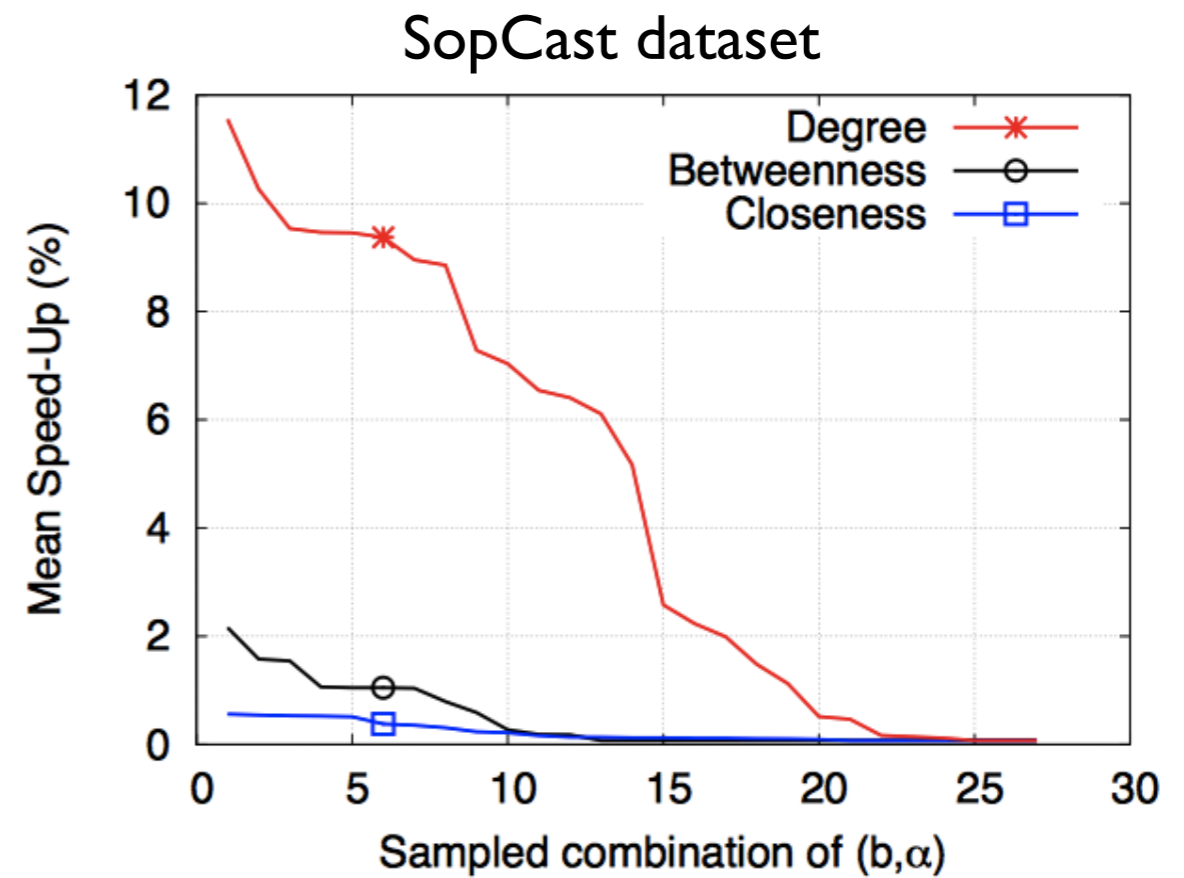 SopCast dataset
12
10
8
6
4
2
0
Mean Speed-Up (%)
Degree
Betweenness
Closeness
0 5 10 15 20 25 30
Sampled combination of (b,α)